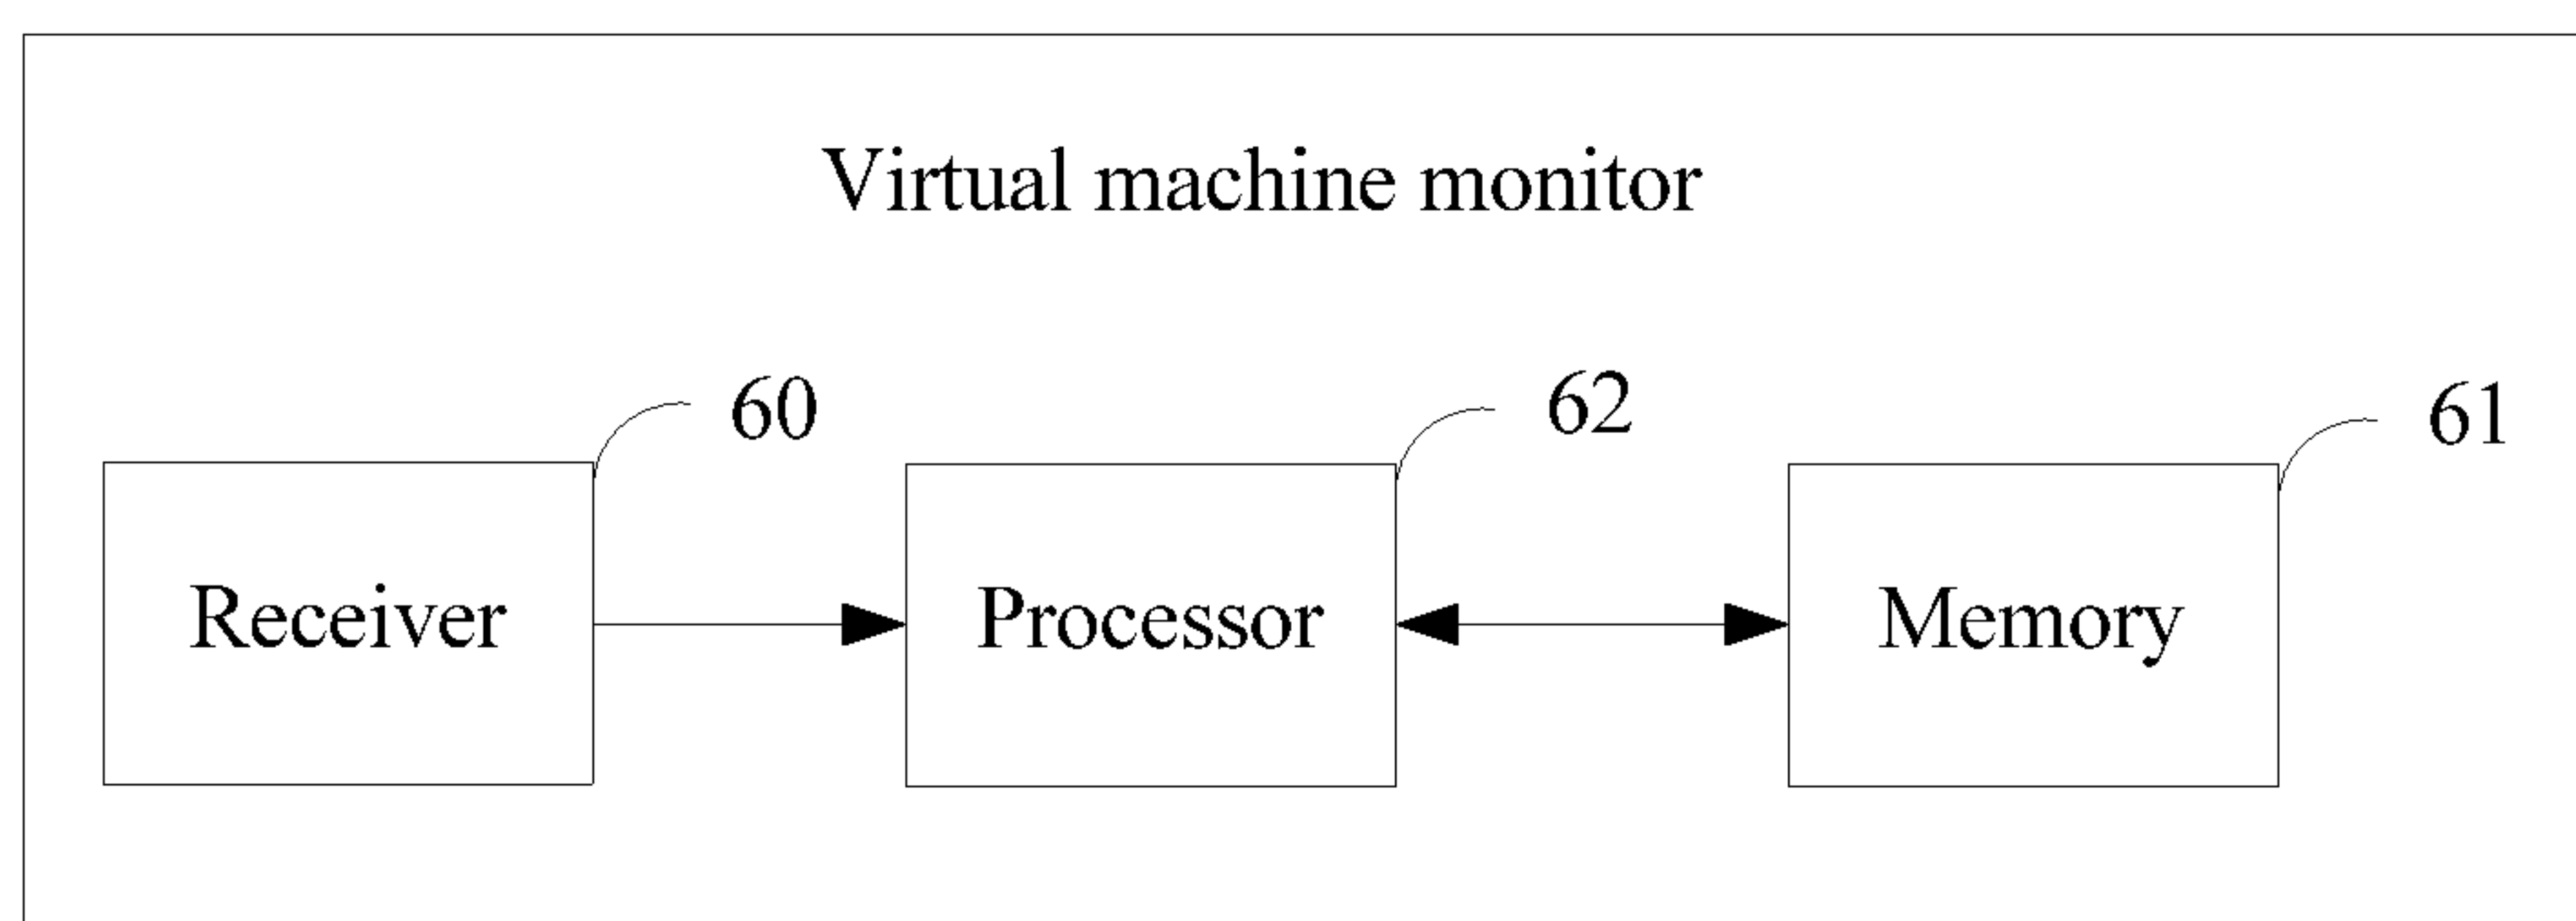 Virtual machine monitor
60
62
61
Receiver
Processor
Memory